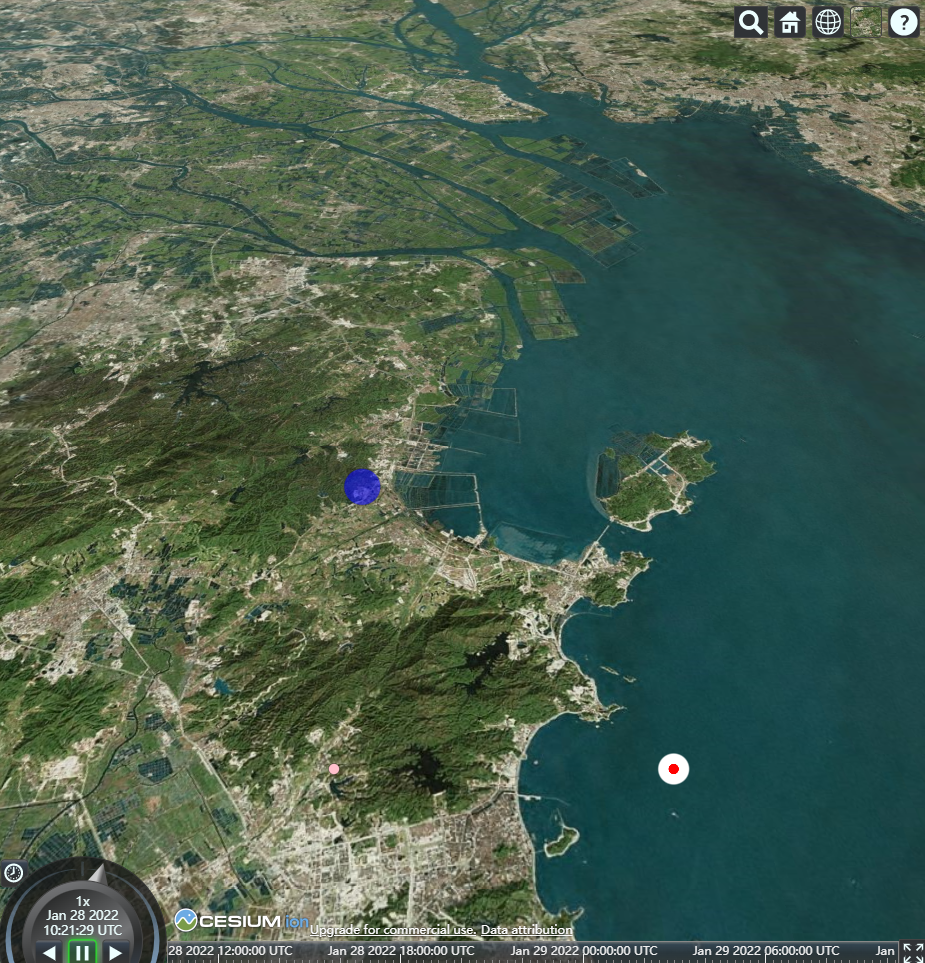 ?
1x
Jan 28 2022
10:21:29 UTC
CESIUM ion
Upgrade for commercial use. Data attribution
28 2022 12:00:00 UTC
Jan 28 2022 18:00:00 UTC
Jan 29 2022 00:00:00 UTC
Jan 29 2022 06:00:00 UTC
Jan